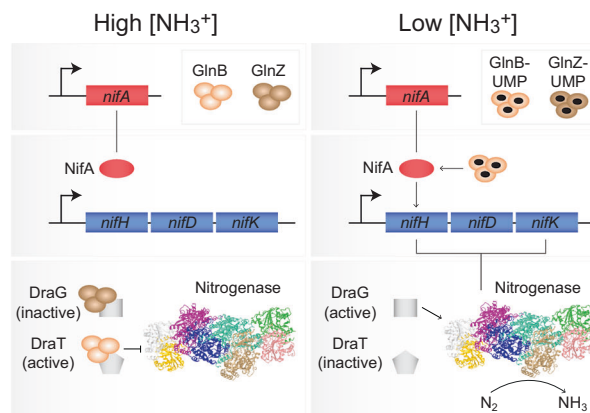 High [NH₃⁺]
GlnB GlnZ
nifA
NifA
nifH nifD nifK
DraG
(inactive)
DraT
(active)
Nitrogenase
Low [NH₃⁺]
GlnB-
UMP
GlnZ-
UMP
nifA
NifA
nifH nifD nifK
DraG
(active)
DraT
(inactive)
Nitrogenase
N₂ NH₃